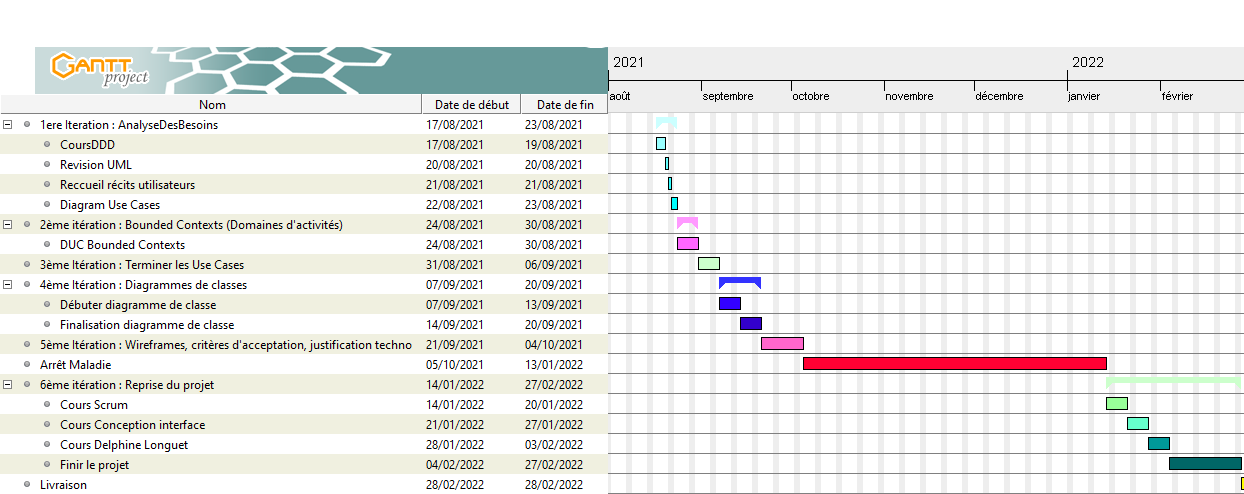 GANTT
project
2021
2022
août septembre octobre novembre décembre janvier février
Nom Date de début Date de fin
1ere Iteration : AnalyseDesBesoins 17/08/2021 23/08/2021
CoursDDD 17/08/2021 19/08/2021
Revision UML 20/08/2021 20/08/2021
Reccueil récits utilisateurs 21/08/2021 21/08/2021
Diagram Use Cases 22/08/2021 23/08/2021
2ème itération : Bounded Contexts (Domaines d'activités) 24/08/2021 30/08/2021
DUC Bounded Contexts 24/08/2021 30/08/2021
3ème Itération : Terminer les Use Cases 31/08/2021 06/09/2021
4ème Itération : Diagrammes de classes 07/09/2021 20/09/2021
Débuter diagramme de classe 07/09/2021 13/09/2021
Finalisation diagramme de classe 14/09/2021 20/09/2021
5ème Itération : Wireframes, critères d'acceptation, justification techno 21/09/2021 04/10/2021
Arrêt Maladie 05/10/2021 13/01/2022
6ème itération : Reprise du projet 14/01/2022 27/02/2022
Cours Scrum 14/01/2022 20/01/2022
Cours Conception interface 21/01/2022 27/01/2022
Cours Delphine Longuet 28/01/2022 03/02/2022
Finir le projet 04/02/2022 27/02/2022
Livraison 28/02/2022 28/02/2022